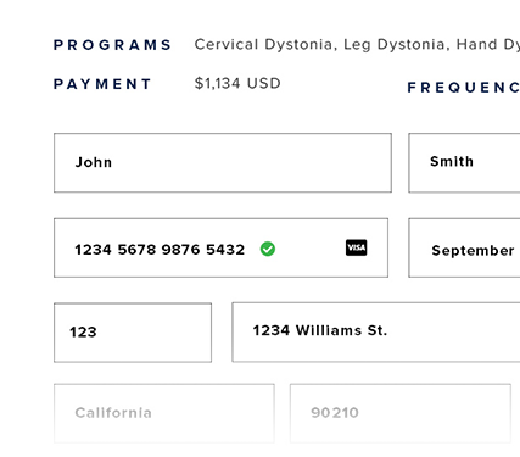 PROGRAMS Cervical Dystonia, Leg Dystonia, Hand Dy
PAYMENT $1,134 USD FREQUENC
John Smith
1234 5678 9876 5432 VISA September
123 1234 Williams St.
California 90210